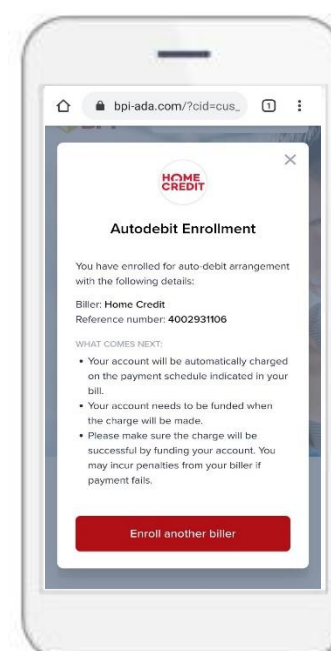 bpi-ada.com/?cid=cus_ 1
BPI
HOME
CREDIT
Autodebit Enrollment
You have enrolled for auto-debit arrangement
with the following details:
Biller: Home Credit
Reference number: 4002931106
WHAT COMES NEXT:
• Your account will be automatically charged
on the payment schedule indicated in your
bill.
• Your account needs to be funded when
the charge will be made.
• Please make sure the charge will be
successful by funding your account. You
may incur penalties from your biller if
payment fails.
Enroll another biller